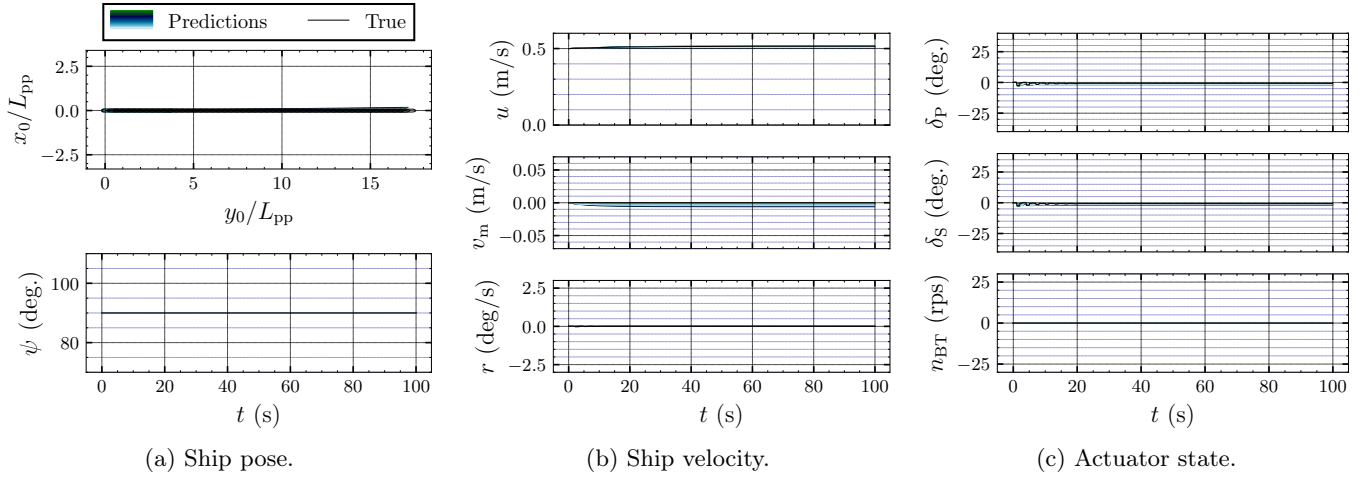 Predictions True
2.5
0.0
−2.5
x₀/Lₚₚ
0 5 10 15
y₀/Lₚₚ
100
80
ψ (deg.)
0 20 40 60 80 100
t (s)
(a) Ship pose.
0.5
0.0
u (m/s)
0.05
0.00
−0.05
vₘ (m/s)
2.5
0.0
−2.5
r (deg/s)
0 20 40 60 80 100
t (s)
(b) Ship velocity.
25
0
−25
δ_P (deg.)
25
0
−25
δ_S (deg.)
25
0
−25
n_BT (rps)
0 20 40 60 80 100
t (s)
(c) Actuator state.